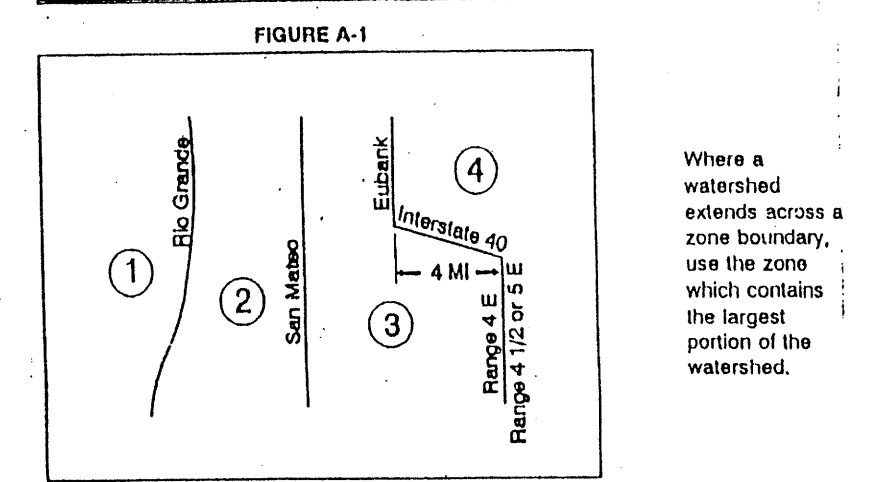 FIGURE A-1
Rio Grande
San Mateo
Eubank
Interstate 40
4 MI
Range 4 E
Range 4 1/2 or 5 E
1
2
3
4
Where a
watershed
extends across a
zone boundary,
use the zone
which contains
the largest
portion of the
watershed.